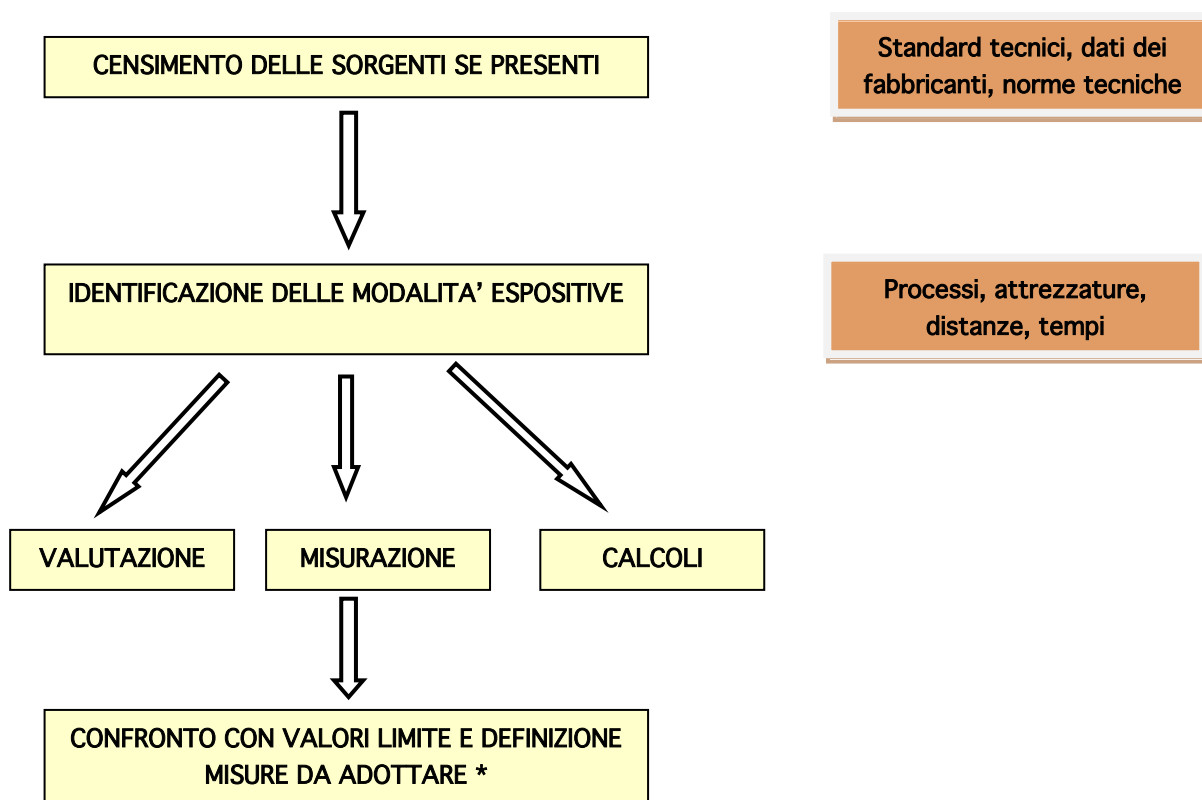 CENSIMENTO DELLE SORGENTI SE PRESENTI
Standard tecnici, dati dei
fabbricanti, norme tecniche
IDENTIFICAZIONE DELLE MODALITA’ ESPOSITIVE
Processi, attrezzature,
distanze, tempi
VALUTAZIONE
MISURAZIONE
CALCOLI
CONFRONTO CON VALORI LIMITE E DEFINIZIONE
MISURE DA ADOTTARE *